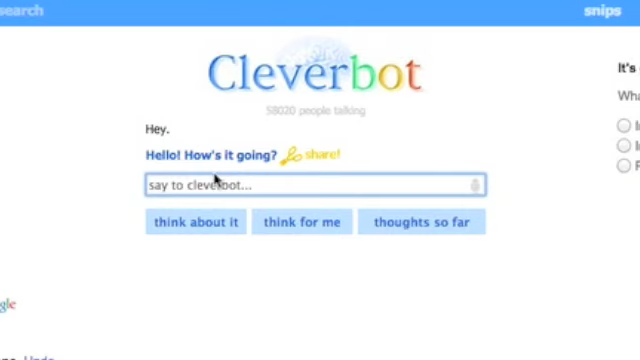 search
snips
Cleverbot
58020 people talking
It's
Hey.
Hello! How's it going? share!
say to cleverbot...
think about it think for me thoughts so far
gle
Undo